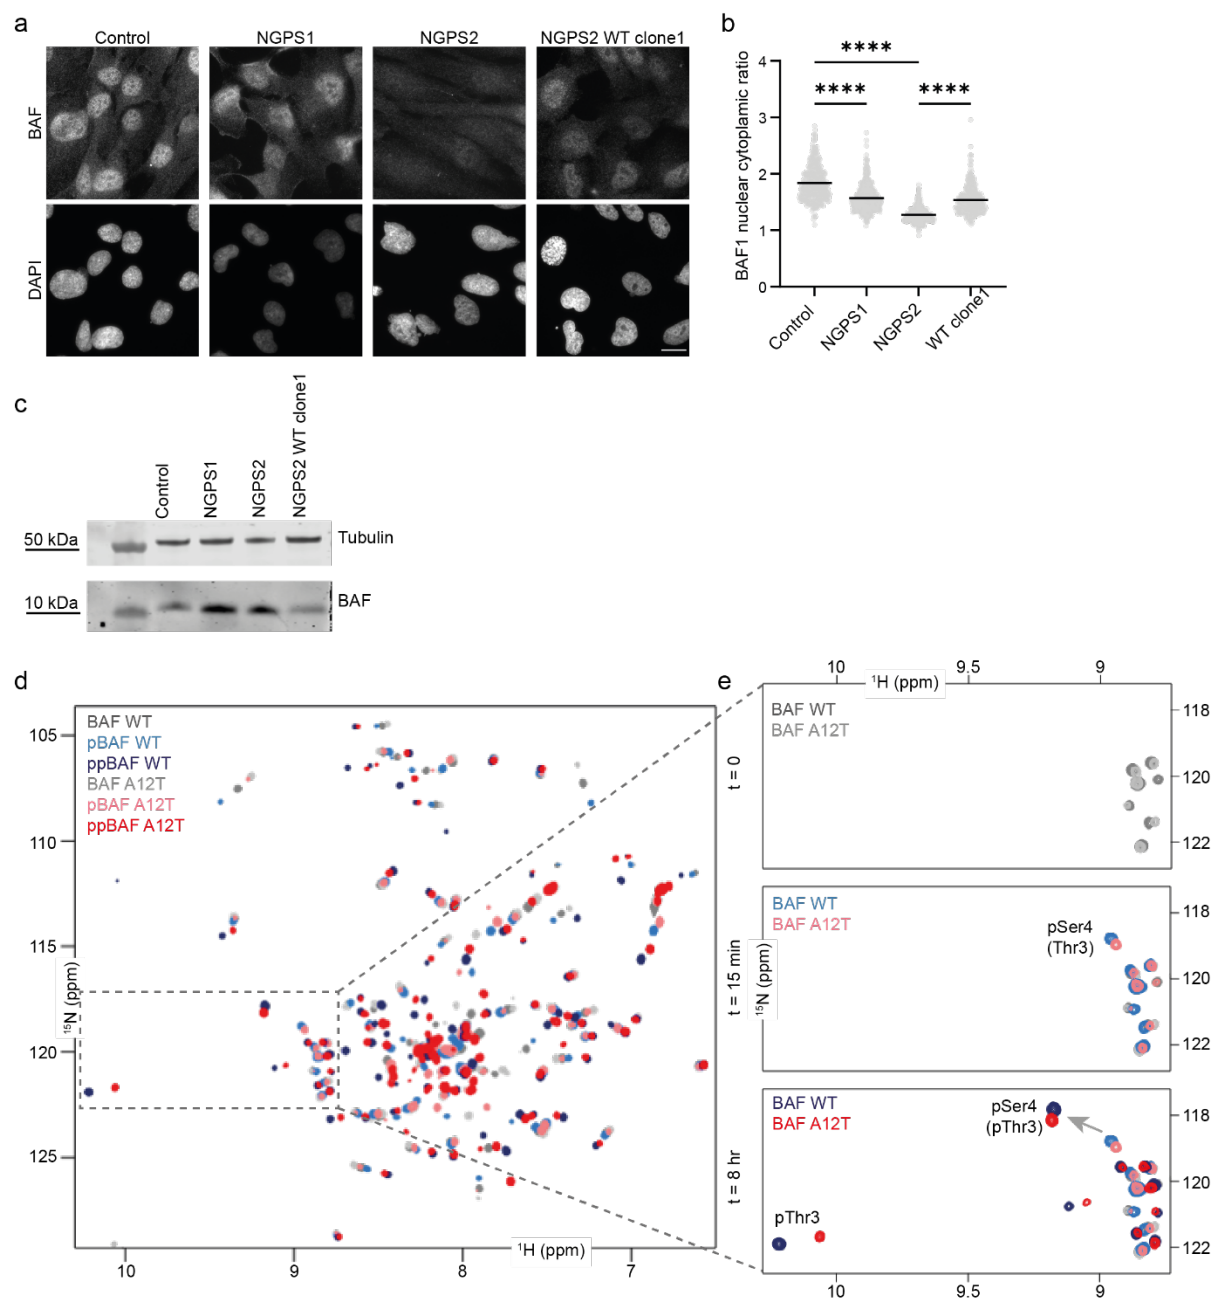 a
Control
NGPS1
NGPS2
NGPS2 WT clone1
BAF
DAPI
b
BAF1 nuclear cytoplamic ratio
4
3
2
1
0
****
****
****
Control
NGPS1
NGPS2
WT clone1
c
Control
NGPS1
NGPS2
NGPS2 WT clone1
50 kDa
Tubulin
10 kDa
BAF
d
BAF WT
pBAF WT
ppBAF WT
BAF A12T
pBAF A12T
ppBAF A12T
105
110
115
120
125
15N (ppm)
1H (ppm)
10
9
8
7
e
10
9.5
9
1H (ppm)
t = 0
BAF WT
BAF A12T
118
120
122
t = 15 min
15N (ppm)
BAF WT
BAF A12T
pSer4
(Thr3)
118
120
122
t = 8 hr
BAF WT
BAF A12T
pSer4
(pThr3)
pThr3
118
120
122
10
9.5
9